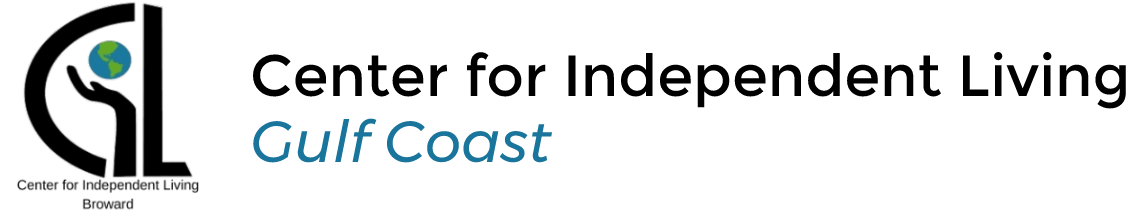 CIL
Center for Independent Living
Broward
Center for Independent Living
Gulf Coast